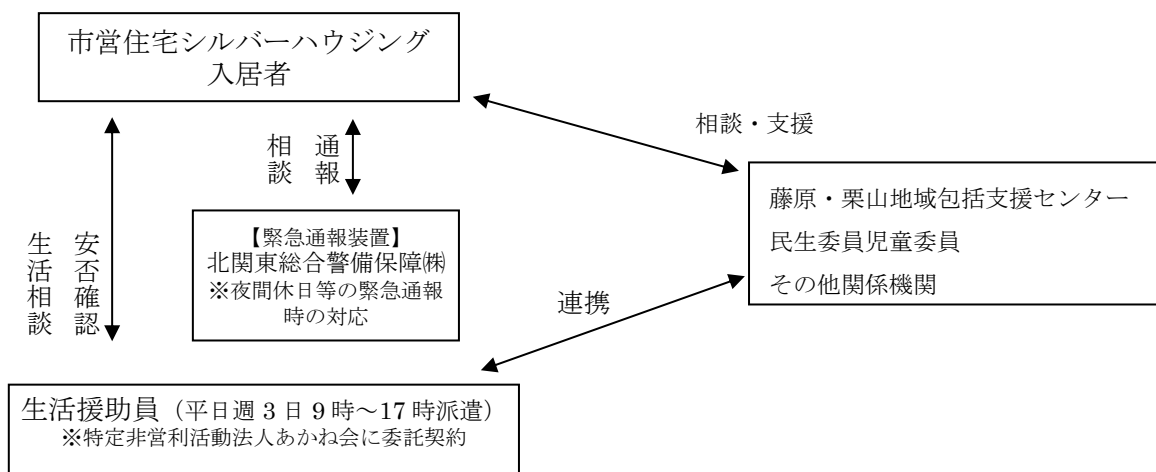 市営住宅シルバーハウジング
入居者
相談・支援
通報
相談
藤原・栗山地域包括支援センター
民生委員児童委員
その他関係機関
【緊急通報装置】
北関東総合警備保障㈱
※夜間休日等の緊急通報
時の対応
安否確認
生活相談
連携
生活援助員（平日週 3 日 9 時～17 時派遣）
※特定非営利活動法人あかね会に委託契約